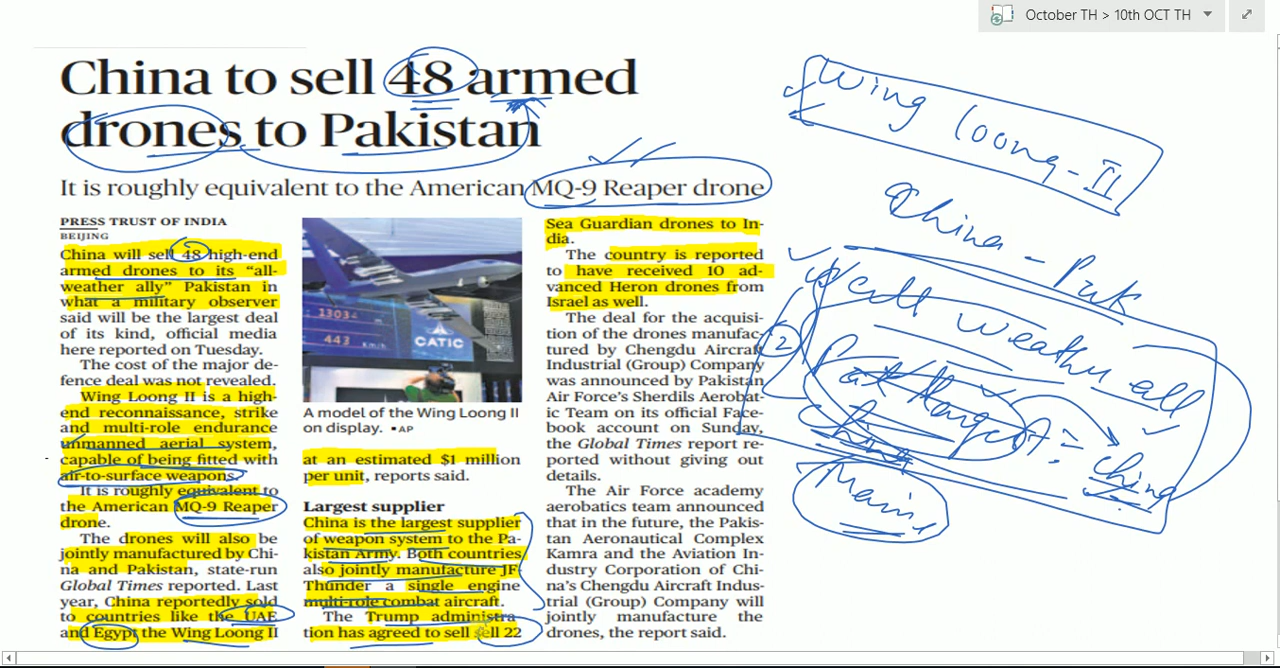 October TH > 10th OCT TH
China to sell 48 armed
drones to Pakistan
It is roughly equivalent to the American MQ-9 Reaper drone
PRESS TRUST OF INDIA
BEIJING
China will sell 48 high-end
armed drones to its “all-
weather ally” Pakistan in
what a military observer
said will be the largest deal
of its kind, official media
here reported on Tuesday.
The cost of the major de-
fence deal was not revealed.
Wing Loong II is a high-
end reconnaissance, strike
and multi-role endurance
unmanned aerial system,
capable of being fitted with
air-to-surface weapons.
It is roughly equivalent to
the American MQ-9 Reaper
drone.
The drones will also be
jointly manufactured by Chi-
na and Pakistan, state-run
Global Times reported. Last
year, China reportedly sold
to countries like the UAE
and Egypt the Wing Loong II
13034
443
CATIC
A model of the Wing Loong II
on display. •AP
at an estimated $1 million
per unit, reports said.
Largest supplier
China is the largest supplier
of weapon system to the Pa-
kistan Army. Both countries
also jointly manufacture JF-
Thunder a single engine
multi-role combat aircraft.
The Trump administra
tion has agreed to sell sell 22
Sea Guardian drones to In-
dia.
The country is reported
to have received 10 ad-
vanced Heron drones from
Israel as well.
The deal for the acquisi-
tion of the drones manufac-
tured by Chengdu Aircraft
Industrial (Group) Company
was announced by Pakistan
Air Force’s Sherdils Aerobat-
ic Team on its official Face-
book account on Sunday,
the Global Times report re-
ported without giving out
details.
The Air Force academy
aerobatics team announced
that in the future, the Pakis-
tan Aeronautical Complex
Kamra and the Aviation In-
dustry Corporation of Chi-
na’s Chengdu Aircraft Indus-
trial (Group) Company will
jointly manufacture the
drones, the report said.
Wing loong-II
China - Pak
all weather all
2
Pak
China
China
Mains